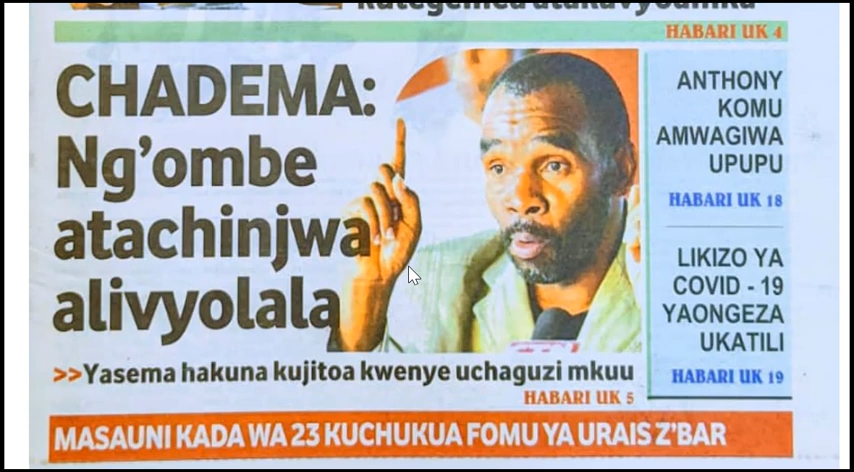 HABARI UK 4
CHADEMA:
Ng'ombe
atachinjwa
alivyolala
>>Yasema hakuna kujitoa kwenye uchaguzi mkuu
HABARI UK 5
ANTHONY
KOMU
AMWAGIWA
UPUPU
HABARI UK 18
LIKIZO YA
COVID - 19
YAONGEZA
UKATILI
HABARI UK 19
MASAUNI KADA WA 23 KUCHUKUA FOMU YA URAIS Z'BAR